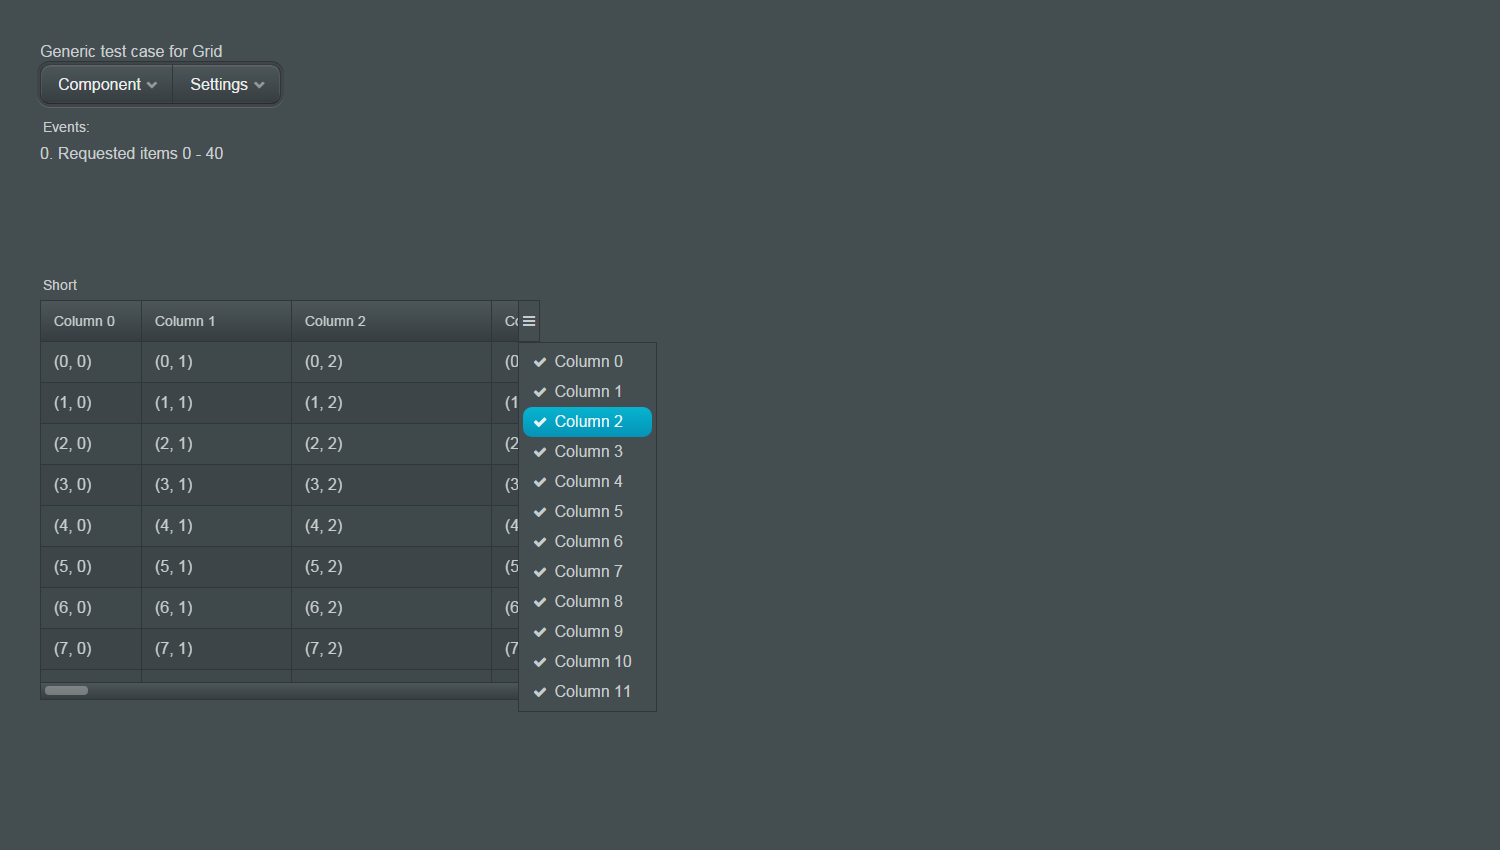 Generic test case for Grid
Component Settings
Events:
0. Requested items 0 - 40
Short
Column 0 Column 1 Column 2 Co
(0, 0) (0, 1) (0, 2) (0 Column 0
Column 1
(1, 0) (1, 1) (1, 2) (1
Column 2
(2, 0) (2, 1) (2, 2) (2 Column 3
(3, 0) (3, 1) (3, 2) (3 Column 4
Column 5
(4, 0) (4, 1) (4, 2) (4
Column 6
(5, 0) (5, 1) (5, 2) (5 Column 7
(6, 0) (6, 1) (6, 2) (6 Column 8
Column 9
(7, 0) (7, 1) (7, 2) (7
Column 10
Column 11